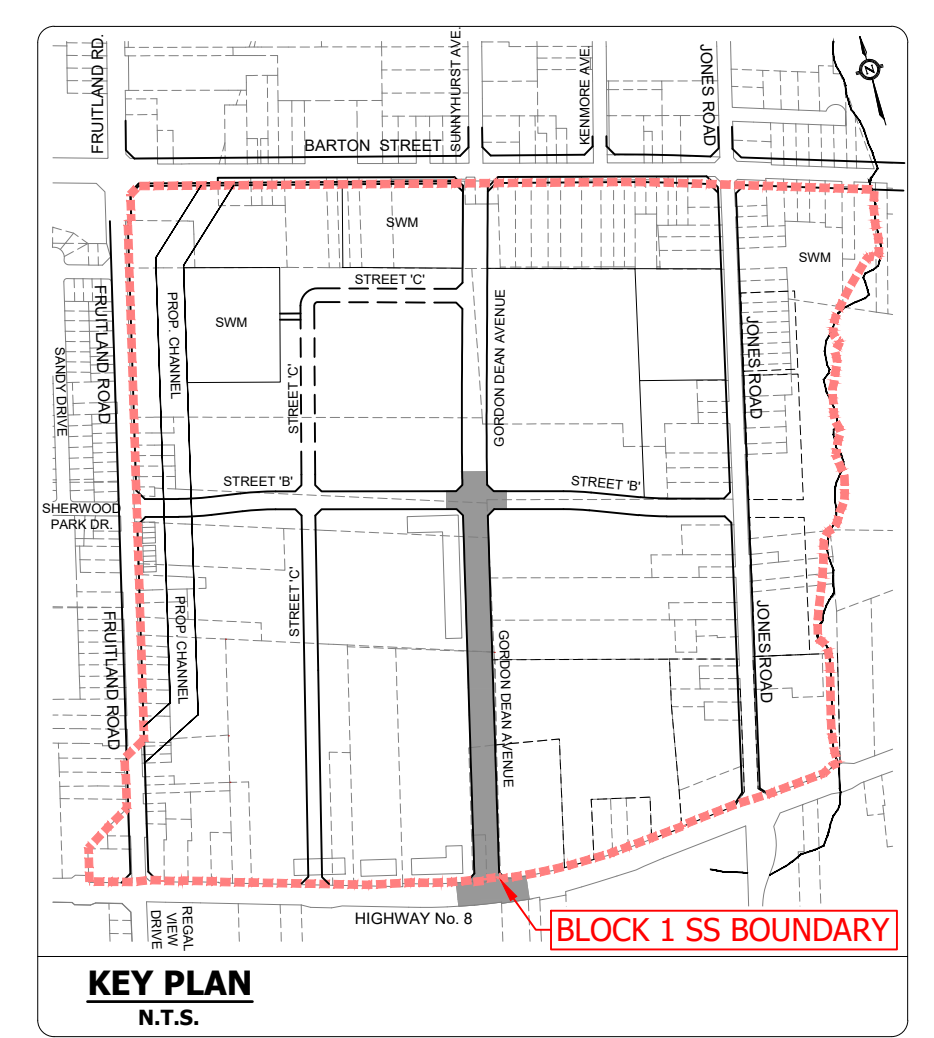 FRUITLAND RD.
SUNNYHURST AVE.
KENMORE AVE.
JONES ROAD
Z
BARTON STREET
SWM
SWM
STREET 'C'
SWM
FRUITLAND ROAD
PROP. CHANNEL
GORDON DEAN AVENUE
JONES ROAD
SANDY DRIVE
STREET 'C'
STREET 'B'
STREET 'B'
SHERWOOD
PARK DR.
STREET 'C'
PROP. CHANNEL
FRUITLAND ROAD
GORDON DEAN AVENUE
JONES ROAD
REGAL
VIEW
DRIVE
HIGHWAY No. 8
BLOCK 1 SS BOUNDARY
KEY PLAN
N.T.S.